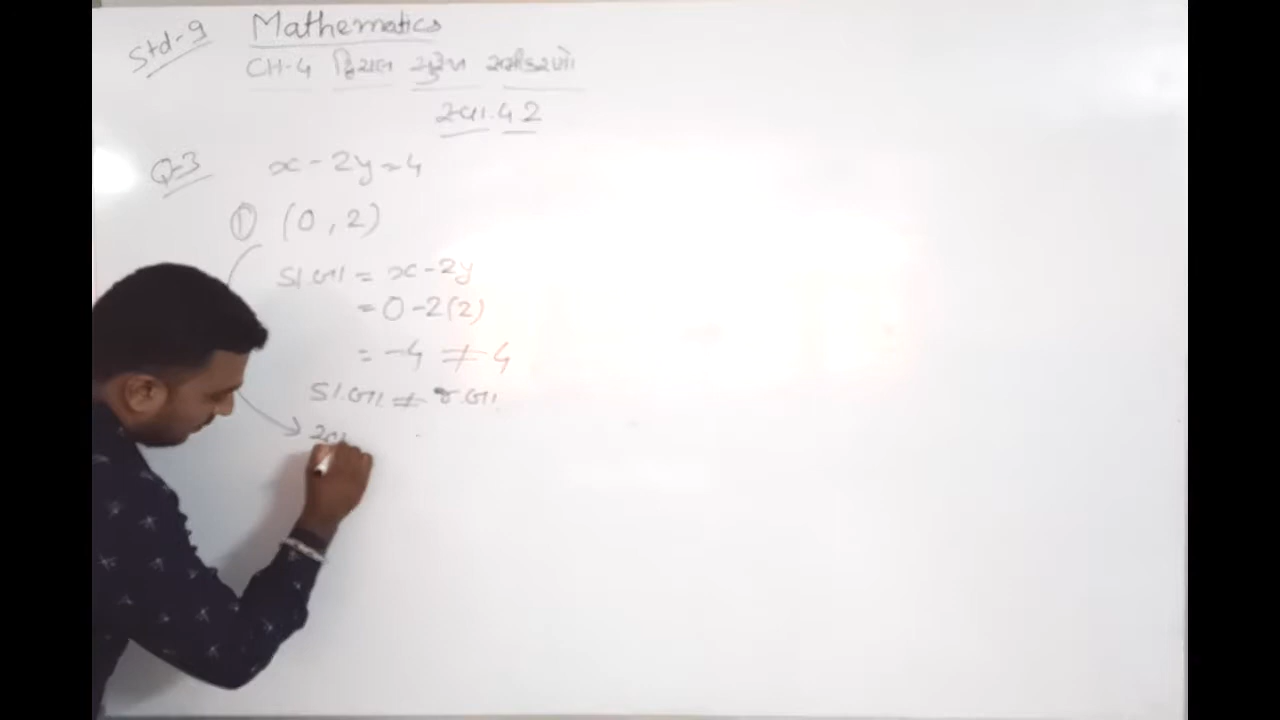 Std-9 Mathematics
CH-4 દ્વિચલ સુરેખ સમીકરણો
સ્વા. 4.2
Q-3 x - 2y = 4
① (0, 2)
ડા.બા. = x - 2y
= 0 - 2(2)
= -4 ≠ 4
ડા.બા. ≠ જ.બા.